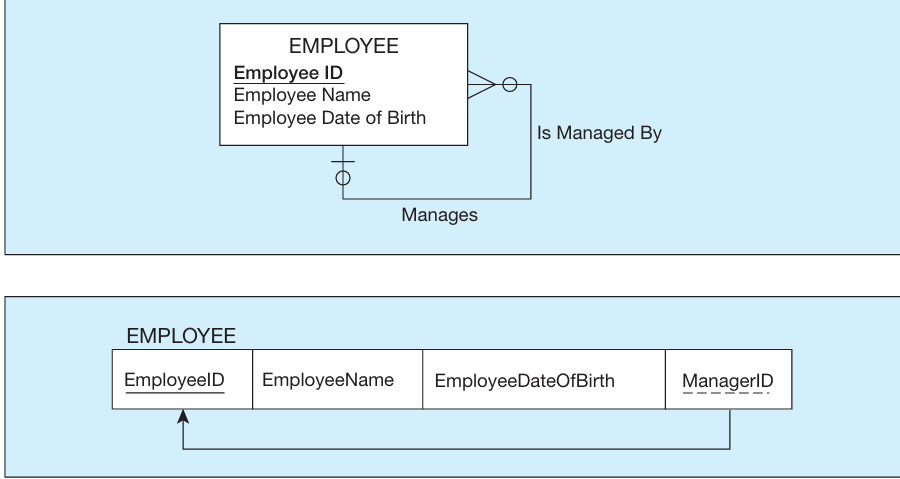 EMPLOYEE
Employee ID
Employee Name
Employee Date of Birth
Is Managed By
Manages
EMPLOYEE
EmployeeID EmployeeName EmployeeDateOfBirth ManagerID